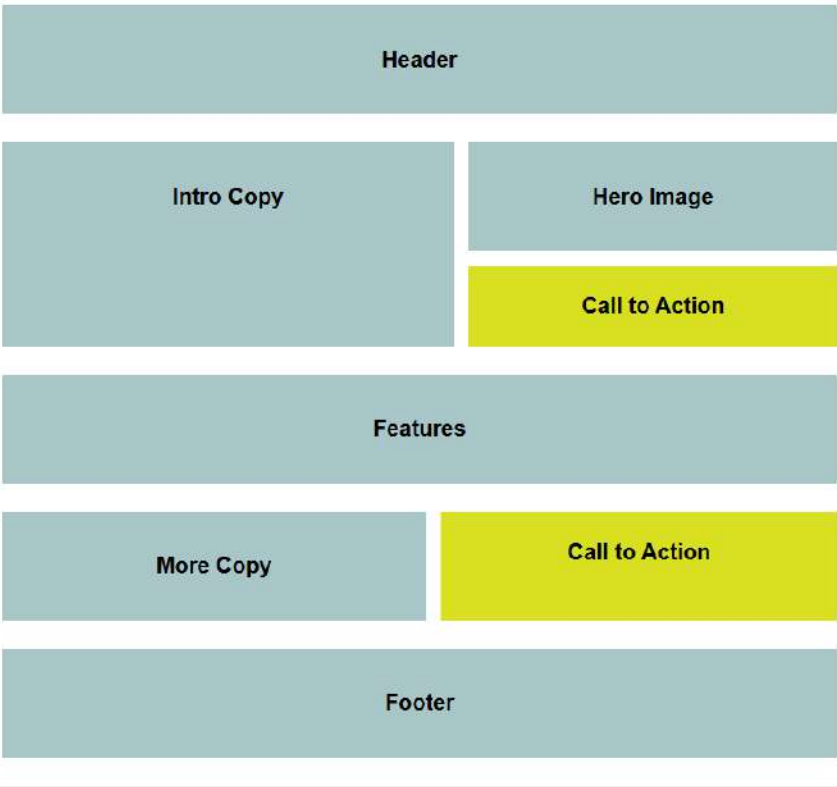 Header
Intro Copy
Hero Image
Call to Action
Features
More Copy
Call to Action
Footer